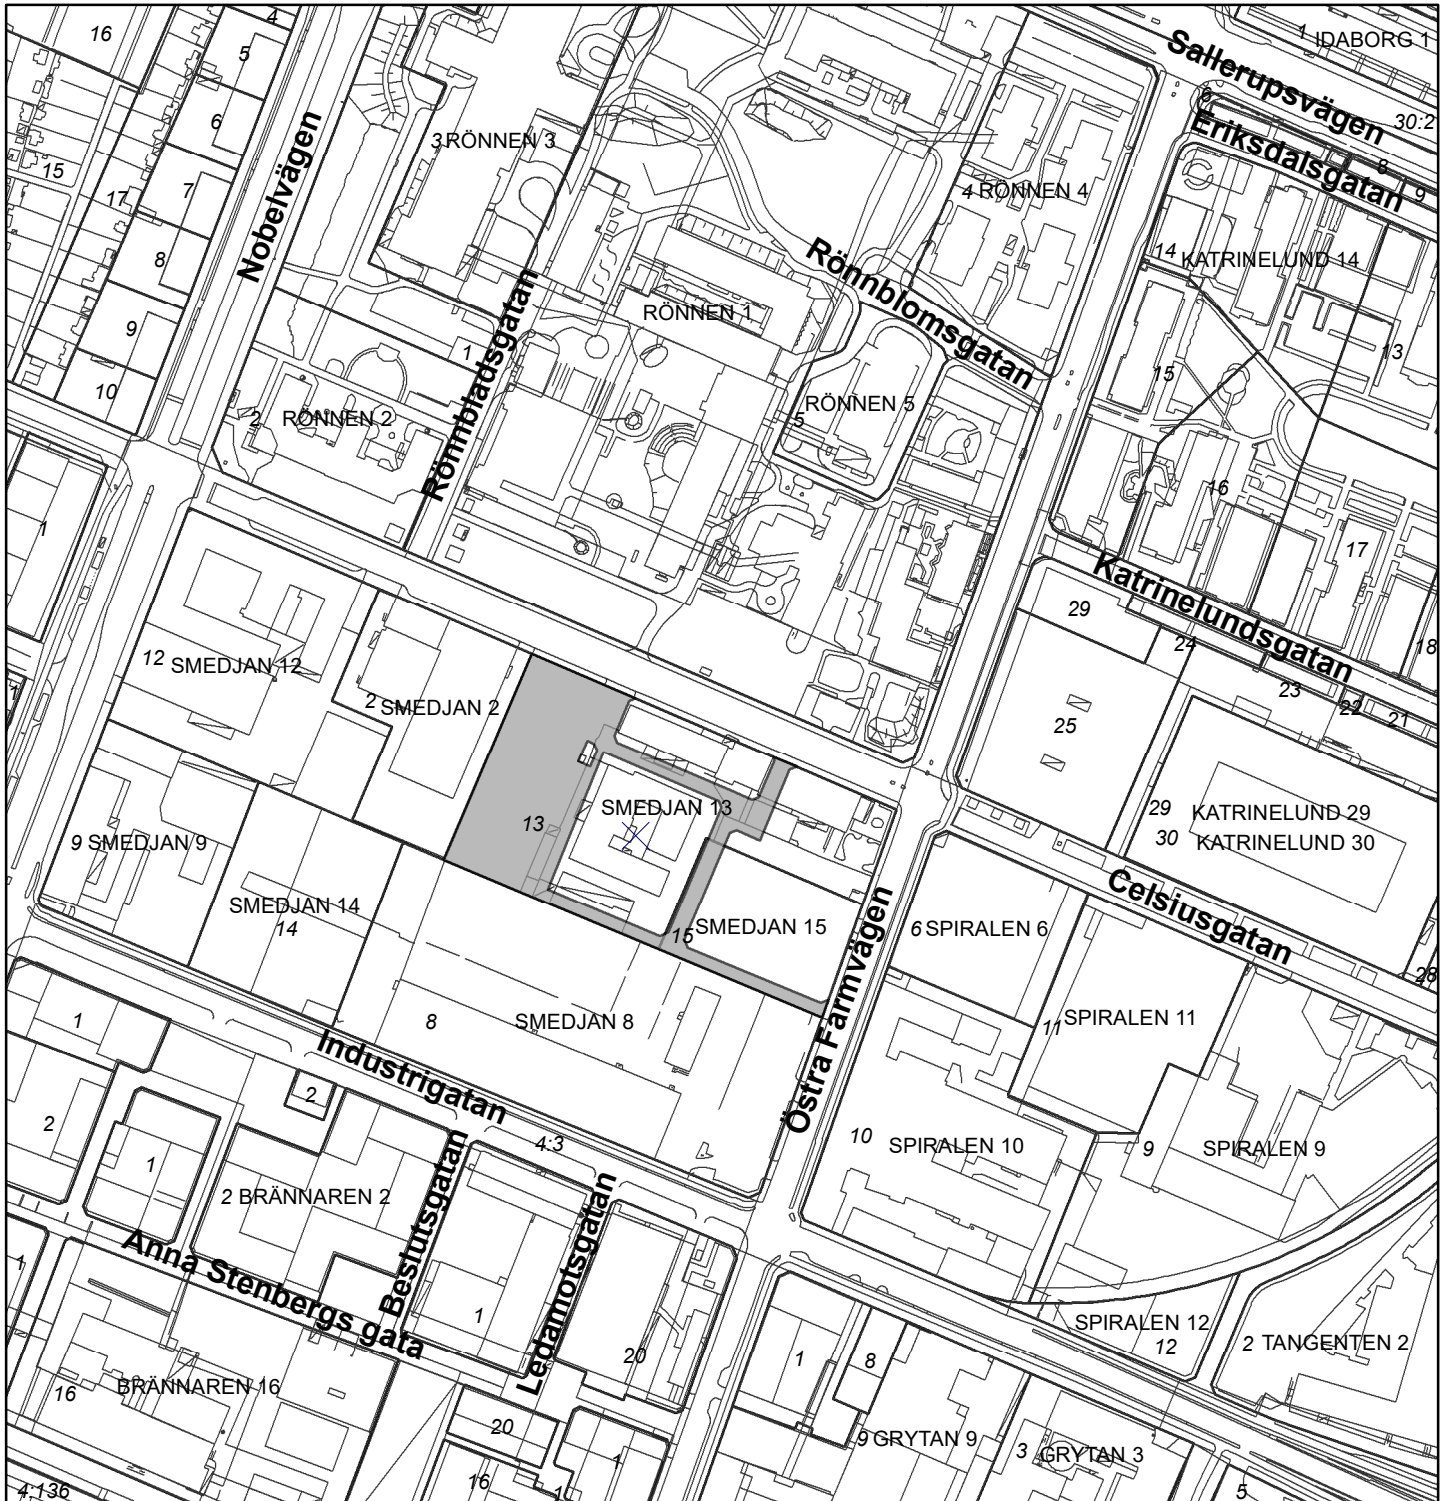 16
4
5
6
7
8
9
10
15
17
Nobelvägen
3 RÖNNEN 3
Sallerupsvägen
1 IDABORG 1
30:2
6
Eriksdalsgatan
8
9
4 RÖNNEN 4
14
KATRINELUND 14
Rönnblomsgatan
Rönnbladsgatan
RÖNNEN 1
1
13
15
RÖNNEN 5
5
2 RÖNNEN 2
16
17
1
Katrinelundsgatan
29
24
18
23
22
21
12 SMEDJAN 12
2 SMEDJAN 2
1
25
SMEDJAN 13
13
29
KATRINELUND 29
30
KATRINELUND 30
9 SMEDJAN 9
Celsiusgatan
SMEDJAN 14
14
SMEDJAN 15
15
6 SPIRALEN 6
28
Östra Farmvägen
8
SMEDJAN 8
11
SPIRALEN 11
1
Industrigatan
2
2
4:3
10
SPIRALEN 10
9
SPIRALEN 9
1
2 BRÄNNAREN 2
Beslutsgatan
Ledamotsgatan
Anna Stenbergs gata
1
1
20
SPIRALEN 12
12
2 TANGENTEN 2
1
8
16
BRÄNNAREN 16
20
9 GRYTAN 9
3 GRYTAN 3
1
16
1
5
4:136